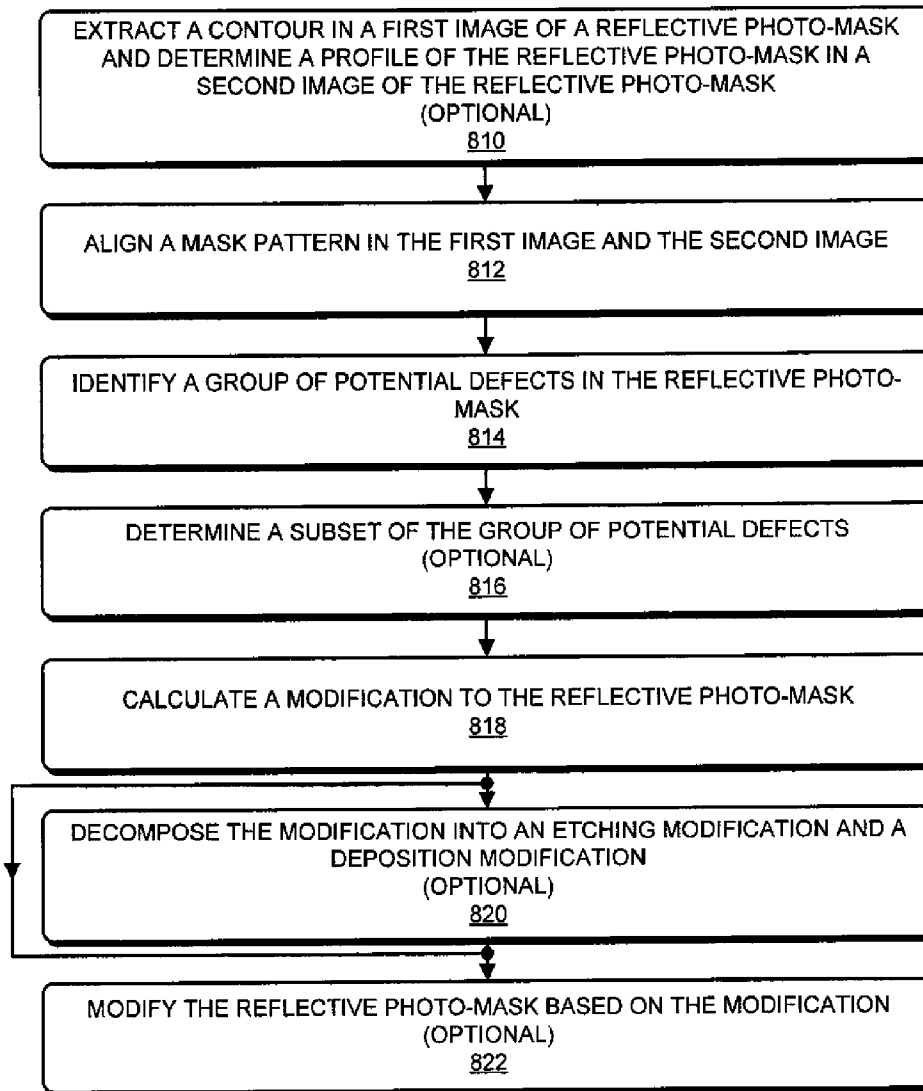 EXTRACT A CONTOUR IN A FIRST IMAGE OF A REFLECTIVE PHOTO-MASK
AND DETERMINE A PROFILE OF THE REFLECTIVE PHOTO-MASK IN A
SECOND IMAGE OF THE REFLECTIVE PHOTO-MASK
(OPTIONAL)
810
ALIGN A MASK PATTERN IN THE FIRST IMAGE AND THE SECOND IMAGE
812
IDENTIFY A GROUP OF POTENTIAL DEFECTS IN THE REFLECTIVE PHOTO-
MASK
814
DETERMINE A SUBSET OF THE GROUP OF POTENTIAL DEFECTS
(OPTIONAL)
816
CALCULATE A MODIFICATION TO THE REFLECTIVE PHOTO-MASK
818
DECOMPOSE THE MODIFICATION INTO AN ETCHING MODIFICATION AND A
DEPOSITION MODIFICATION
(OPTIONAL)
820
MODIFY THE REFLECTIVE PHOTO-MASK BASED ON THE MODIFICATION
(OPTIONAL)
822